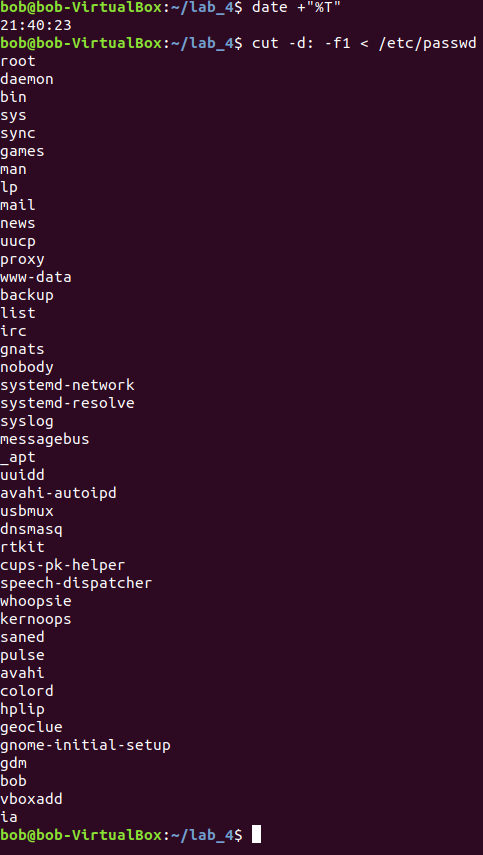 bob@bob-VirtualBox:~/lab_4$ date +"%T"
21:40:23
bob@bob-VirtualBox:~/lab_4$ cut -d: -f1 < /etc/passwd
root
daemon
bin
sys
sync
games
man
lp
mail
news
uucp
proxy
www-data
backup
list
irc
gnats
nobody
systemd-network
systemd-resolve
syslog
messagebus
_apt
uuidd
avahi-autoipd
usbmux
dnsmasq
rtkit
cups-pk-helper
speech-dispatcher
whoopsie
kernoops
saned
pulse
avahi
colord
hplip
geoclue
gnome-initial-setup
gdm
bob
vboxadd
ia
bob@bob-VirtualBox:~/lab_4$